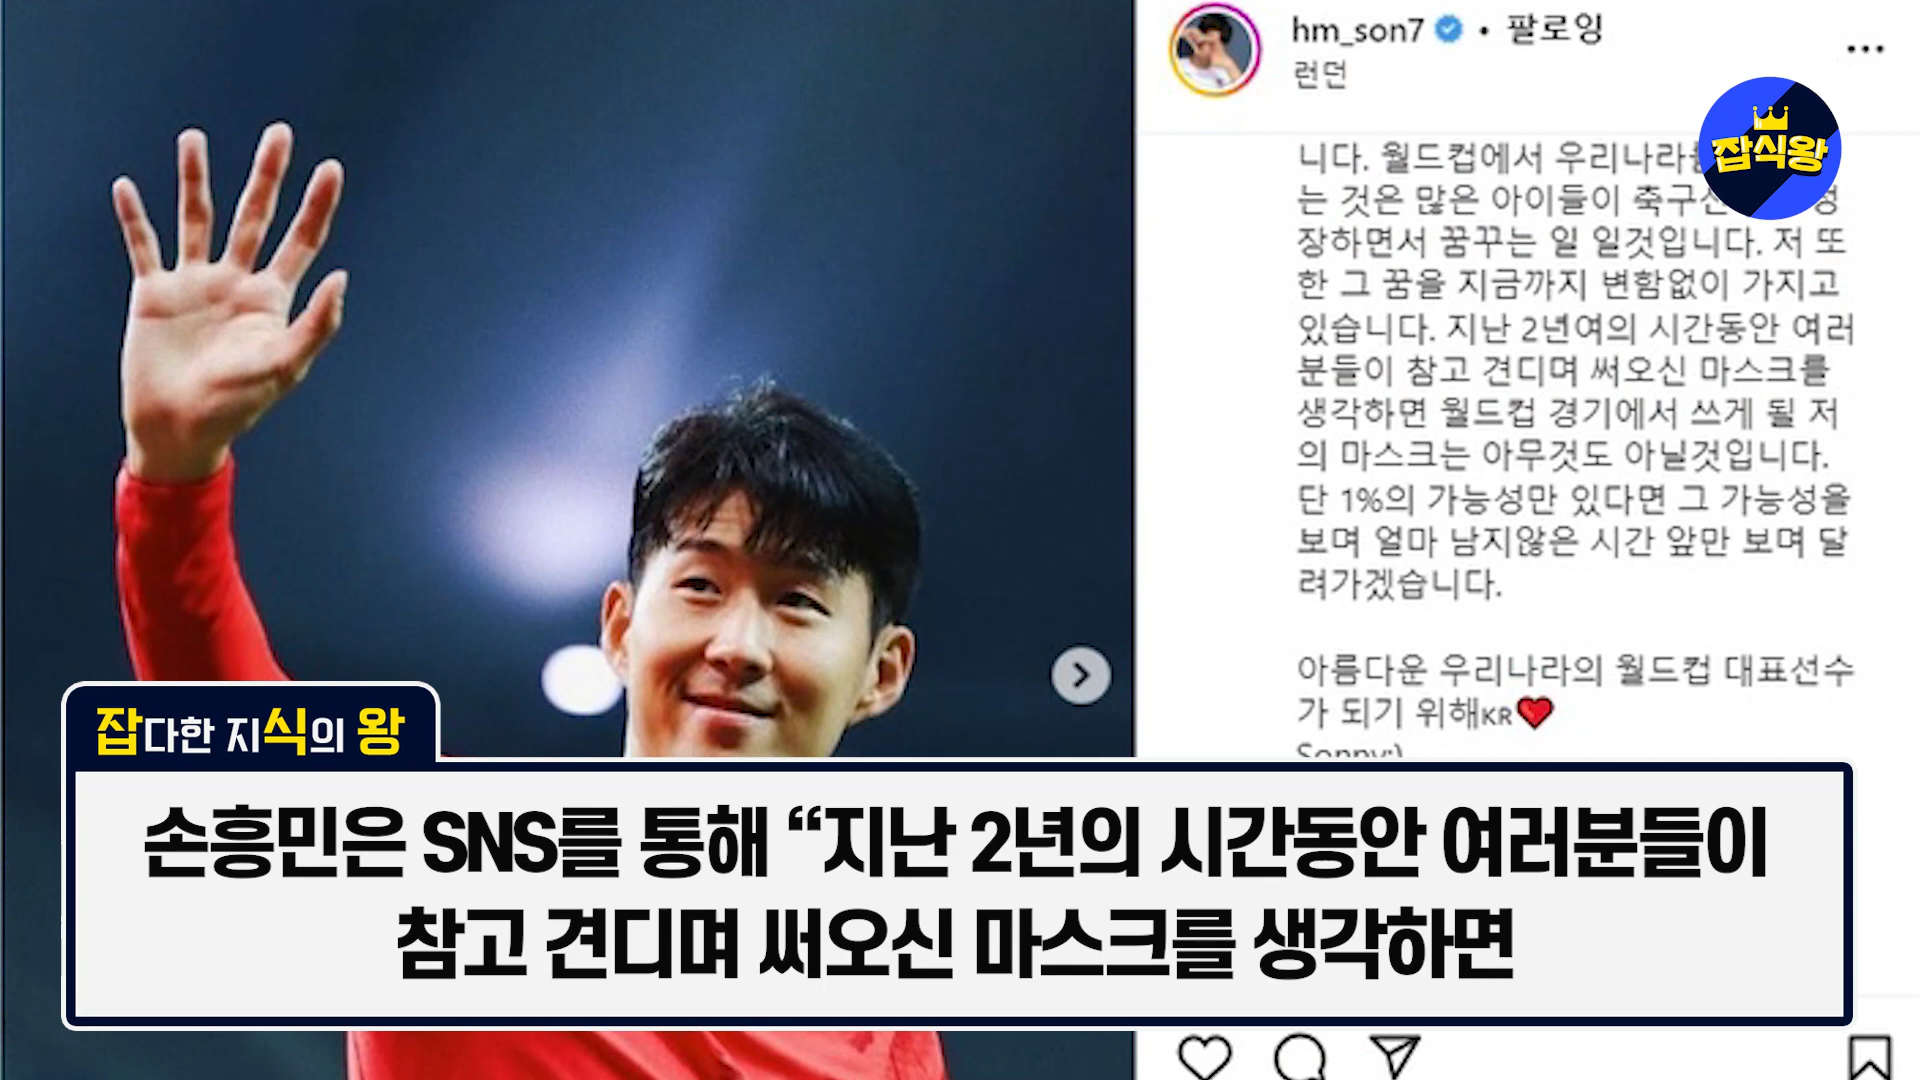 hm_son7 • 팔로잉
런던
잡식왕
니다. 월드컵에서 우리나라를
는 것은 많은 아이들이 축구선 성
장하면서 꿈꾸는 일 일것입니다. 저 또
한 그 꿈을 지금까지 변함없이 가지고
있습니다. 지난 2년여의 시간동안 여러
분들이 참고 견디며 써오신 마스크를
생각하면 월드컵 경기에서 쓰게 될 저
의 마스크는 아무것도 아닐것입니다.
단 1%의 가능성만 있다면 그 가능성을
보며 얼마 남지않은 시간 앞만 보며 달
려가겠습니다.
아름다운 우리나라의 월드컵 대표선수
가 되기 위해KR❤
Sonny:)
잡다한 지식의 왕
손흥민은 SNS를 통해 “지난 2년의 시간동안 여러분들이
참고 견디며 써오신 마스크를 생각하면